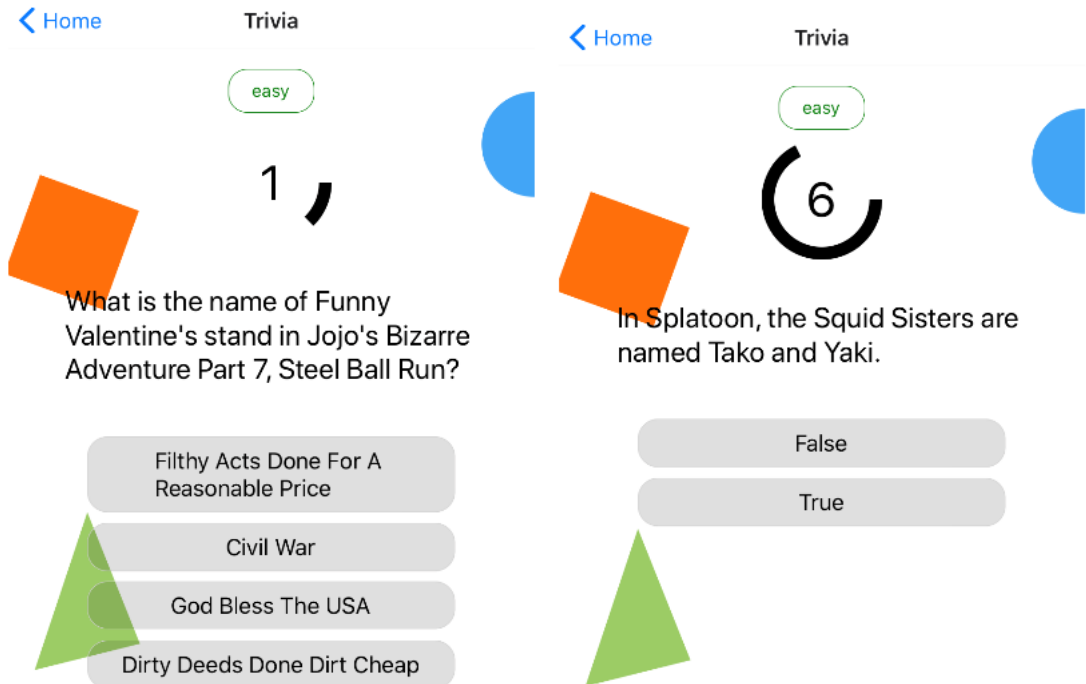 Home
Trivia
easy
1
What is the name of Funny
Valentine's stand in Jojo's Bizarre
Adventure Part 7, Steel Ball Run?
Filthy Acts Done For A
Reasonable Price
Civil War
God Bless The USA
Dirty Deeds Done Dirt Cheap
Home
Trivia
easy
6
In Splatoon, the Squid Sisters are
named Tako and Yaki.
False
True